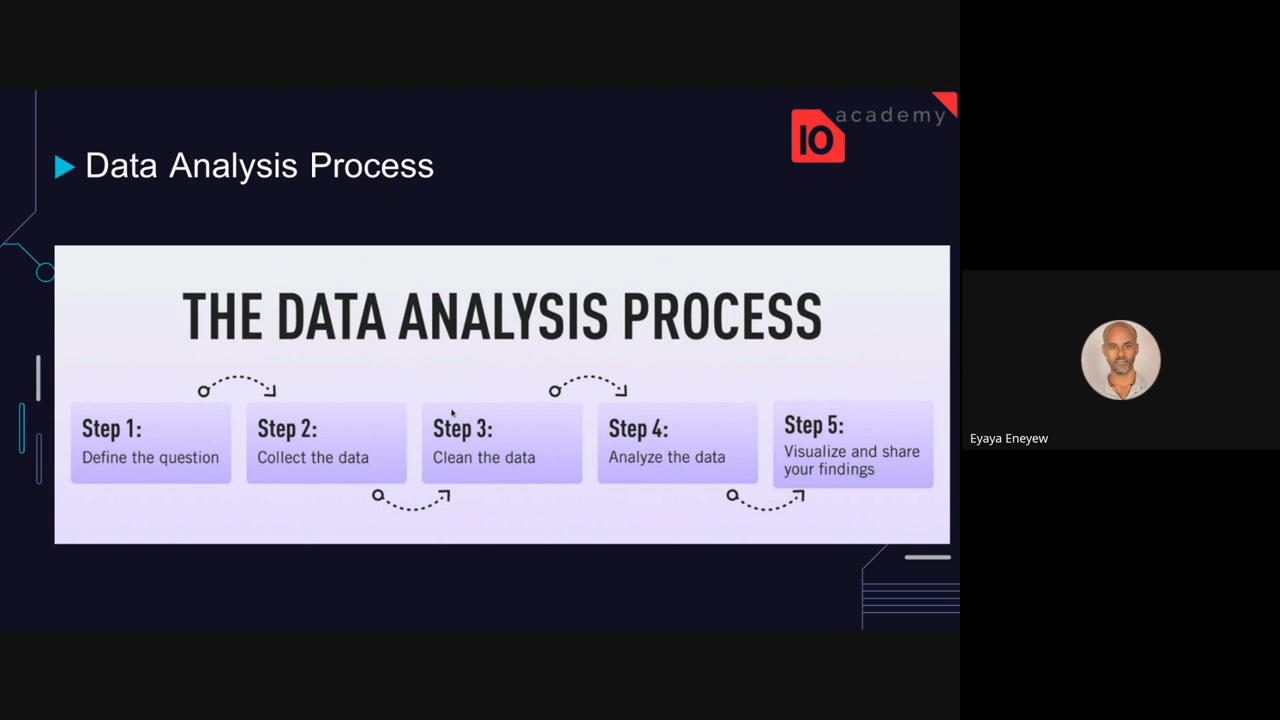 IO academy
Data Analysis Process
THE DATA ANALYSIS PROCESS
Step 1:
Define the question
Step 2:
Collect the data
Step 3:
Clean the data
Step 4:
Analyze the data
Step 5:
Visualize and share
your findings
Eyaya Eneyew